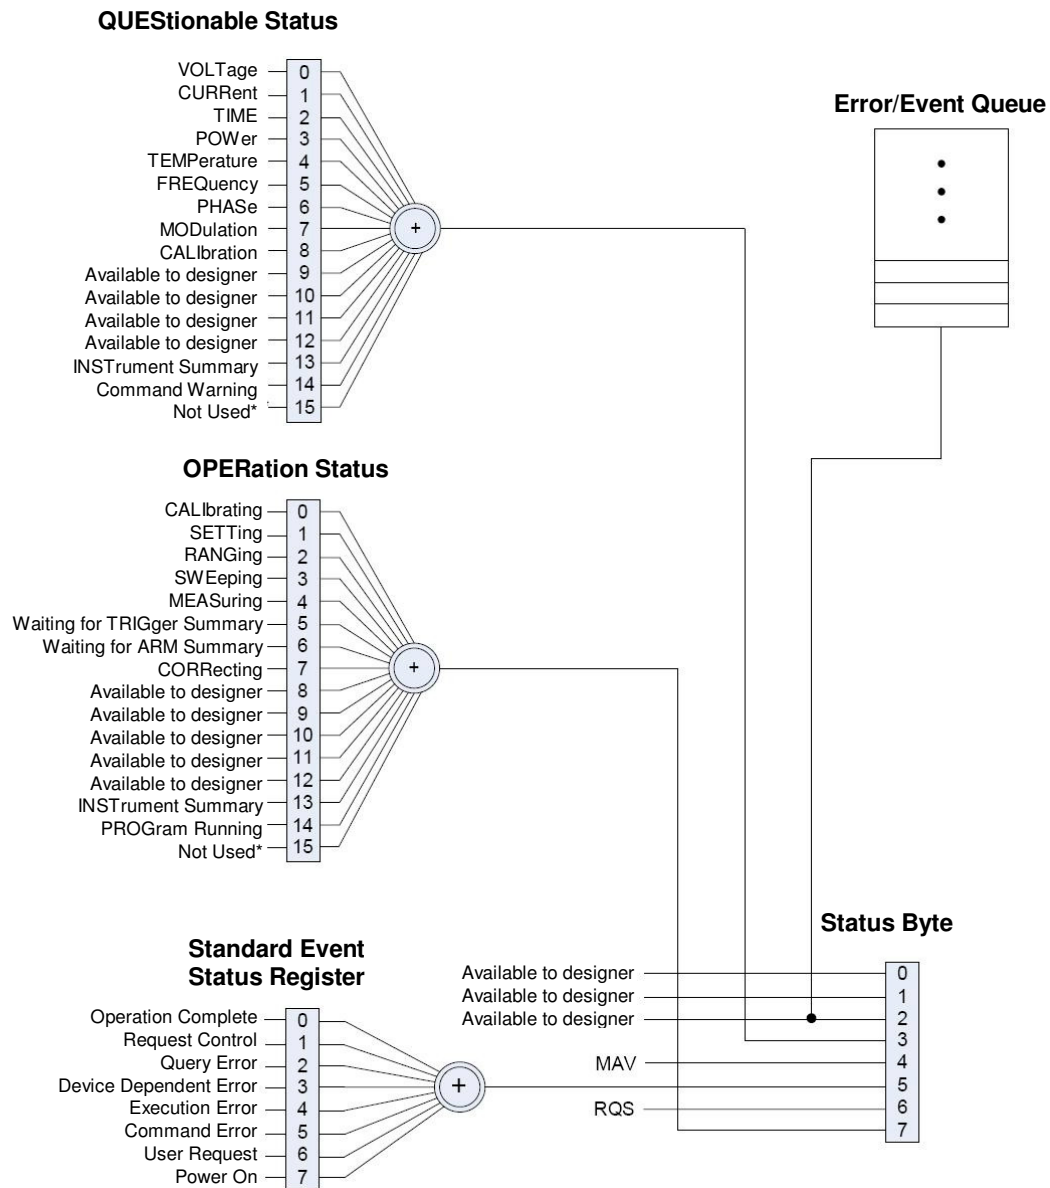 QUEStionable Status
VOLTage 0
CURRent 1
TIME 2
POWer 3
TEMPerature 4
FREQuency 5
PHASe 6
MODulation 7
CALIbration 8
Available to designer 9
Available to designer 10
Available to designer 11
Available to designer 12
INSTrument Summary 13
Command Warning 14
Not Used* 15
+
Error/Event Queue
OPERation Status
CALIbrating 0
SETTing 1
RANGing 2
SWEeping 3
MEASuring 4
Waiting for TRIGger Summary 5
Waiting for ARM Summary 6
CORRecting 7
Available to designer 8
Available to designer 9
Available to designer 10
Available to designer 11
Available to designer 12
INSTrument Summary 13
PROGram Running 14
Not Used* 15
+
Standard Event
Status Register
Operation Complete 0
Request Control 1
Query Error 2
Device Dependent Error 3
Execution Error 4
Command Error 5
User Request 6
Power On 7
+
Status Byte
Available to designer 0
Available to designer 1
Available to designer 2
3
MAV 4
5
RQS 6
7